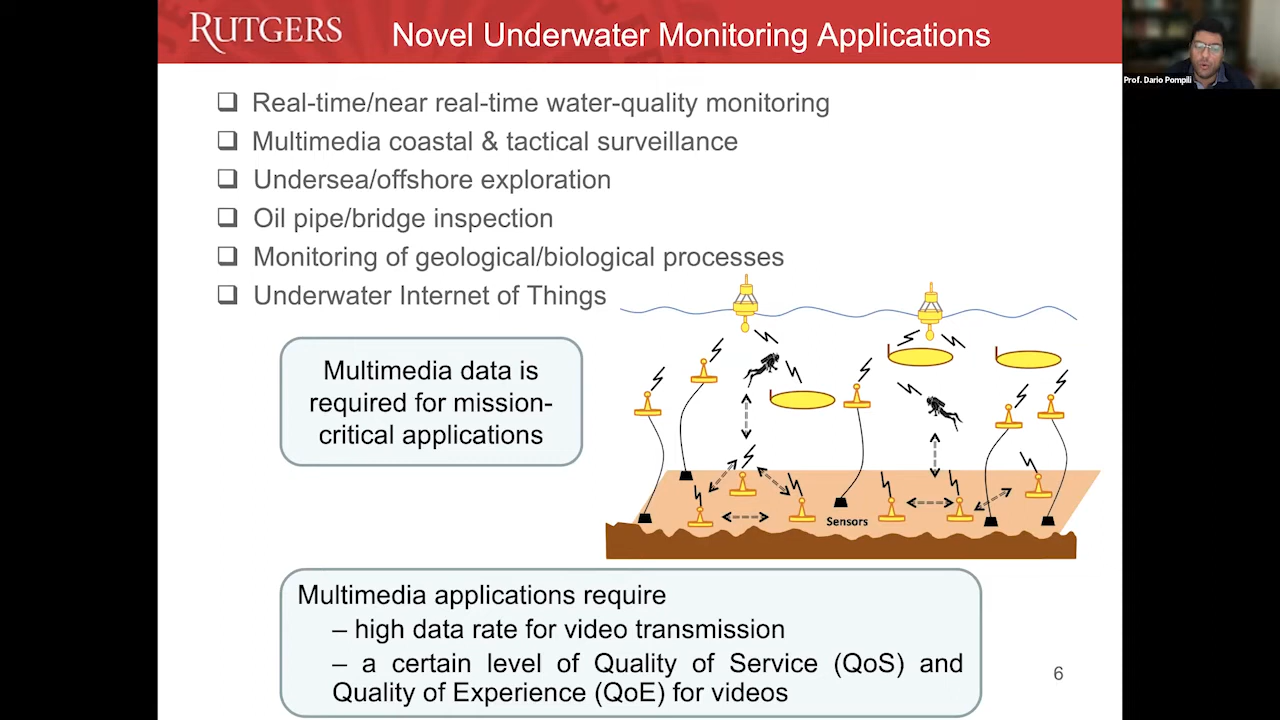 RUTGERS
Novel Underwater Monitoring Applications
Prof. Dario Pompili
❑ Real-time/near real-time water-quality monitoring
❑ Multimedia coastal & tactical surveillance
❑ Undersea/offshore exploration
❑ Oil pipe/bridge inspection
❑ Monitoring of geological/biological processes
❑ Underwater Internet of Things
Multimedia data is
required for mission-
critical applications
Sensors
Multimedia applications require
– high data rate for video transmission
– a certain level of Quality of Service (QoS) and
Quality of Experience (QoE) for videos
6